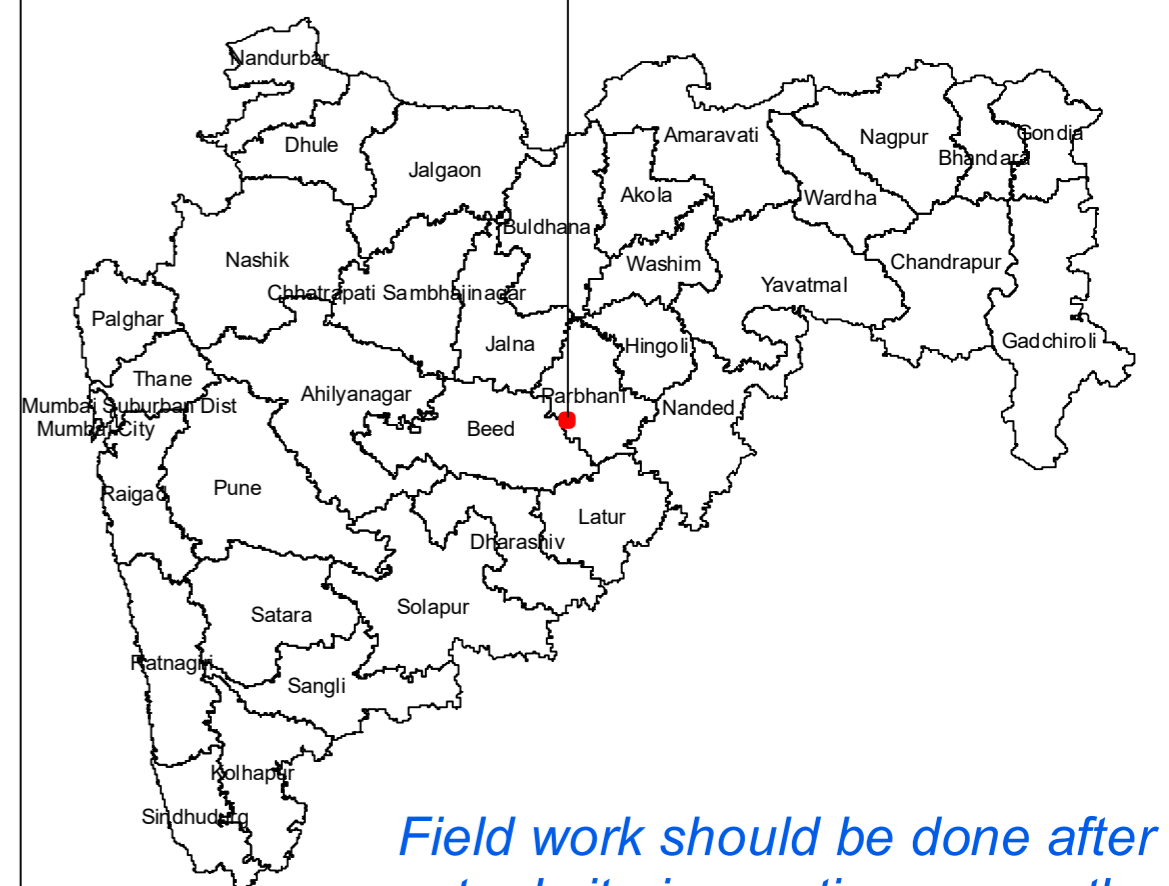 Nandurbar
Dhule
Jalgaon
Amaravati
Nagpur
Gondia
Bhandara
Akola
Wardha
Buldhana
Nashik
Washim
Chandrapur
Yavatmal
Chhatrapati Sambhajinagar
Palghar
Jalna
Hingoli
Gadchiroli
Thane
Ahilyanagar
Parbhani
Nanded
Mumbai Suburban Dist
Mumbai City
Beed
Raigad
Pune
Latur
Dharashiv
Satara
Solapur
Ratnagiri
Sangli
Kolhapur
Sindhudurg
Field work should be done after